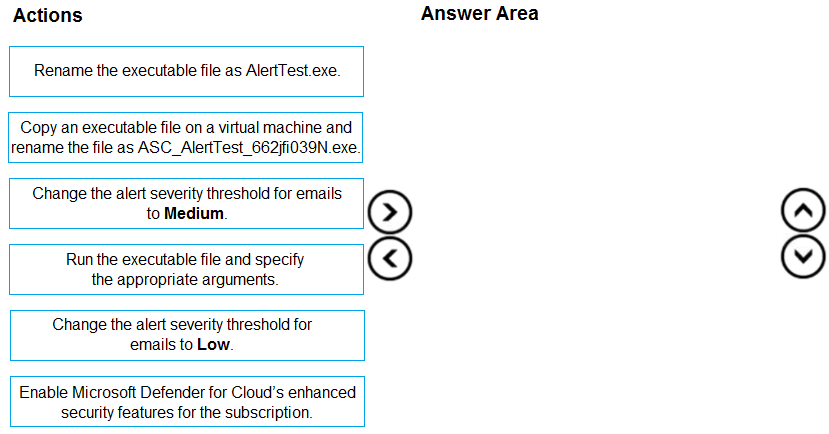 Actions
Answer Area
Rename the executable file as AlertTest.exe.
Copy an executable file on a virtual machine and
rename the file as ASC_AlertTest_662jfi039N.exe.
Change the alert severity threshold for emails
to Medium.
Run the executable file and specify
the appropriate arguments.
Change the alert severity threshold for
emails to Low.
Enable Microsoft Defender for Cloud's enhanced
security features for the subscription.